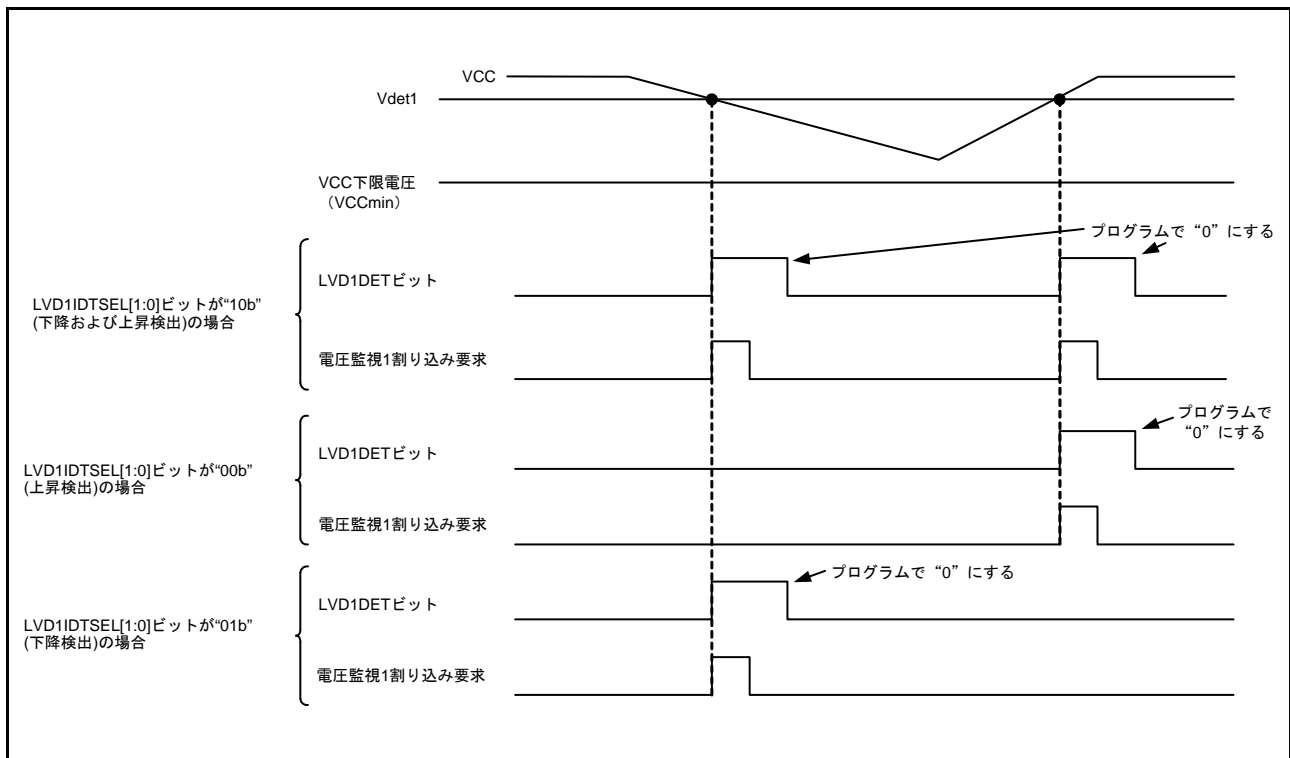 VCC
Vdet1
VCC下限電圧
（VCCmin）
プログラムで“0”にする
LVD1IDTSEL[1:0]ビットが“10b”
(下降および上昇検出)の場合
LVD1DETビット
電圧監視1割り込み要求
プログラムで
“0”にする
LVD1IDTSEL[1:0]ビットが“00b”
(上昇検出)の場合
LVD1DETビット
電圧監視1割り込み要求
プログラムで“0”にする
LVD1IDTSEL[1:0]ビットが“01b”
(下降検出)の場合
LVD1DETビット
電圧監視1割り込み要求